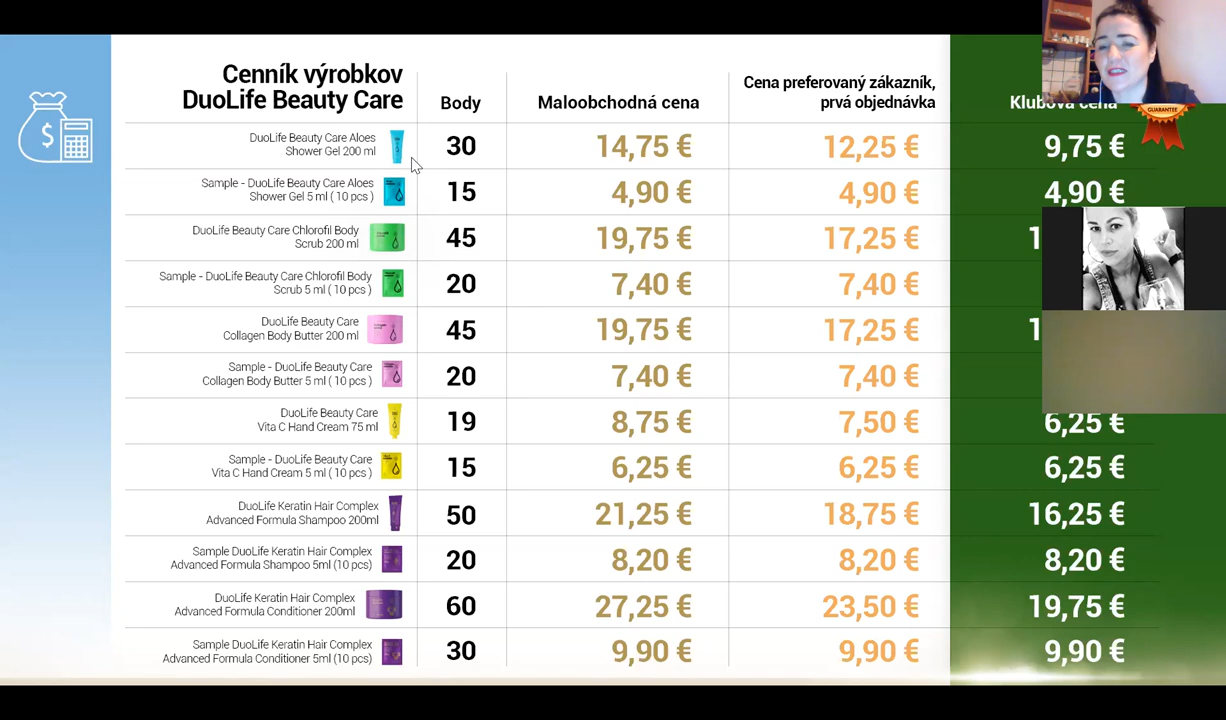 Cenník výrobkov
DuoLife Beauty Care
Body
Maloobchodná cena
Cena preferovaný zákazník,
prvá objednávka
Klubová cena
GUARANTEE
DuoLife Beauty Care Aloes
Shower Gel 200 ml
30
14,75 €
12,25 €
9,75 €
Sample - DuoLife Beauty Care Aloes
Shower Gel 5 ml ( 10 pcs )
15
4,90 €
4,90 €
4,90 €
DuoLife Beauty Care Chlorofil Body
Scrub 200 ml
45
19,75 €
17,25 €
Sample - DuoLife Beauty Care Chlorofil Body
Scrub 5 ml ( 10 pcs )
20
7,40 €
7,40 €
DuoLife Beauty Care
Collagen Body Butter 200 ml
45
19,75 €
17,25 €
Sample - DuoLife Beauty Care
Collagen Body Butter 5 ml ( 10 pcs )
20
7,40 €
7,40 €
DuoLife Beauty Care
Vita C Hand Cream 75 ml
19
8,75 €
7,50 €
6,25 €
Sample - DuoLife Beauty Care
Vita C Hand Cream 5 ml ( 10 pcs )
15
6,25 €
6,25 €
6,25 €
DuoLife Keratin Hair Complex
Advanced Formula Shampoo 200ml
50
21,25 €
18,75 €
16,25 €
Sample DuoLife Keratin Hair Complex
Advanced Formula Shampoo 5ml (10 pcs)
20
8,20 €
8,20 €
8,20 €
DuoLife Keratin Hair Complex
Advanced Formula Conditioner 200ml
60
27,25 €
23,50 €
19,75 €
Sample DuoLife Keratin Hair Complex
Advanced Formula Conditioner 5ml (10 pcs)
30
9,90 €
9,90 €
9,90 €